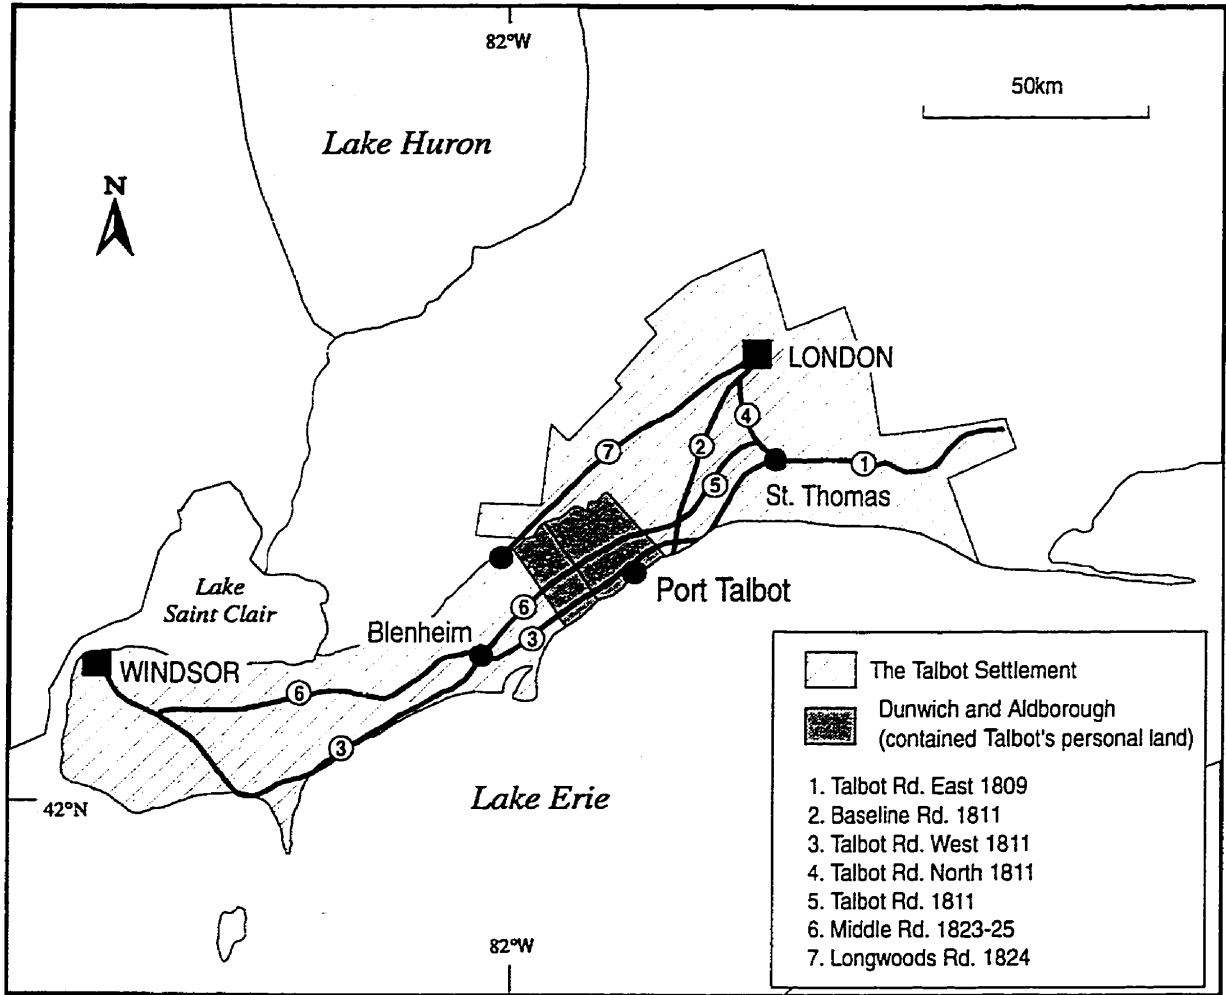 82°W
50km
Lake Huron
N
LONDON
4
2
7
1
5
St. Thomas
Lake
Saint Clair
Port Talbot
6
Blenheim
3
WINDSOR
6
3
The Talbot Settlement
Dunwich and Aldborough
(contained Talbot's personal land)
42°N
Lake Erie
1. Talbot Rd. East 1809
2. Baseline Rd. 1811
3. Talbot Rd. West 1811
4. Talbot Rd. North 1811
5. Talbot Rd. 1811
6. Middle Rd. 1823-25
7. Longwoods Rd. 1824
82°W